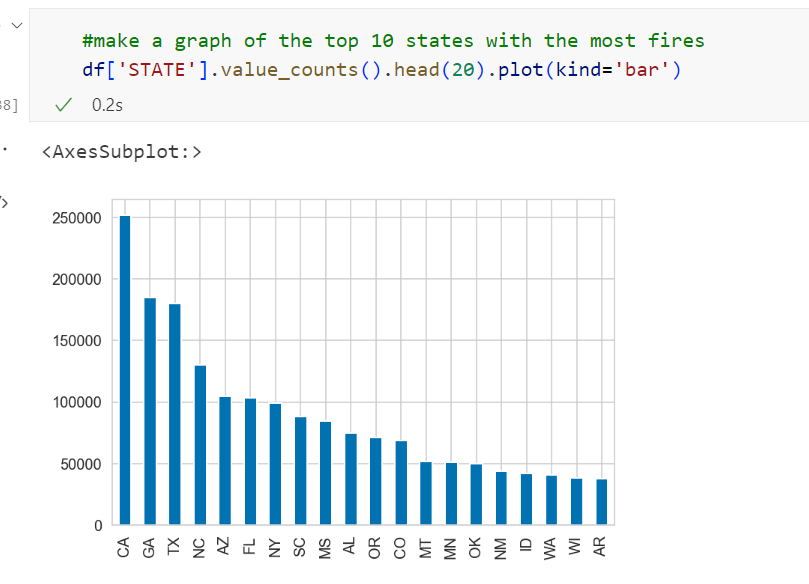 #make a graph of the top 10 states with the most fires
df['STATE'].value_counts().head(20).plot(kind='bar')
38]
0.2s
<AxesSubplot:>
250000
200000
150000
100000
50000
0
CA GA TX NC AZ FL NY SC MS AL OR CO MT MN OK NM ID WA WI AR